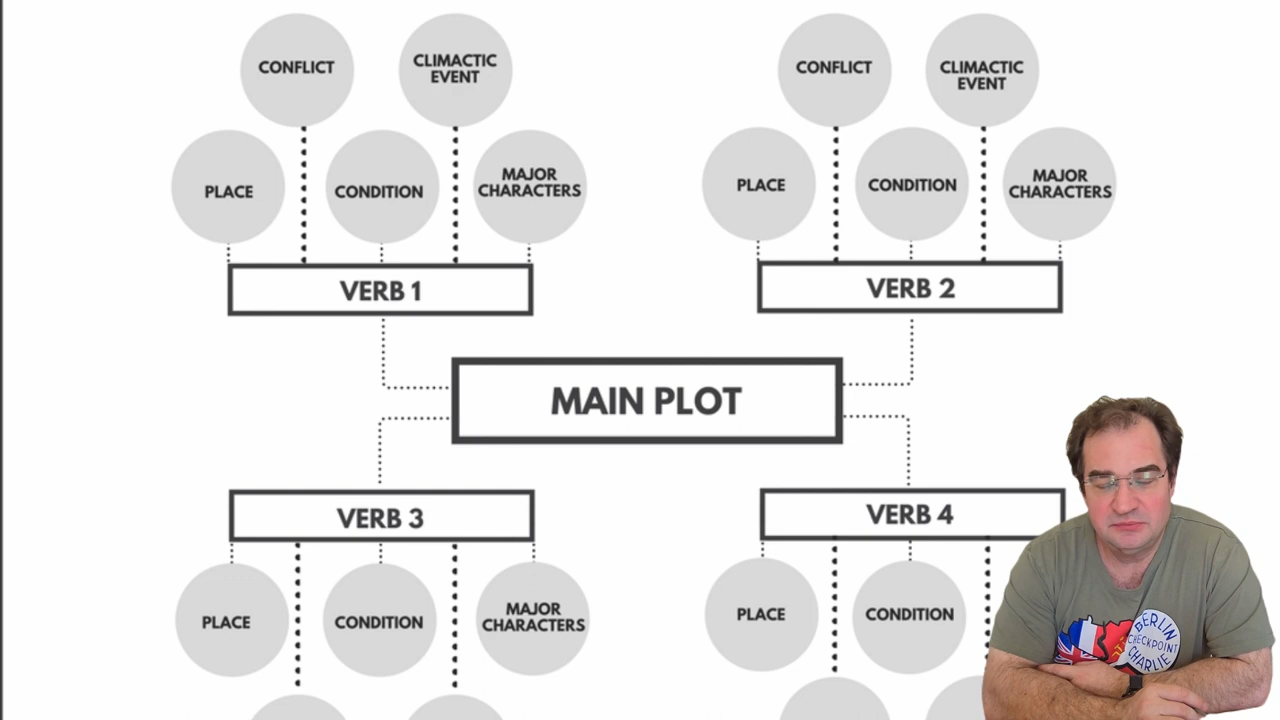 CONFLICT
CLIMACTIC
EVENT
PLACE
CONDITION
MAJOR
CHARACTERS
VERB 1
CONFLICT
CLIMACTIC
EVENT
PLACE
CONDITION
MAJOR
CHARACTERS
VERB 2
MAIN PLOT
VERB 3
PLACE
CONDITION
MAJOR
CHARACTERS
VERB 4
PLACE
CONDITION
BERLIN
CHECKPOINT
CHARLIE